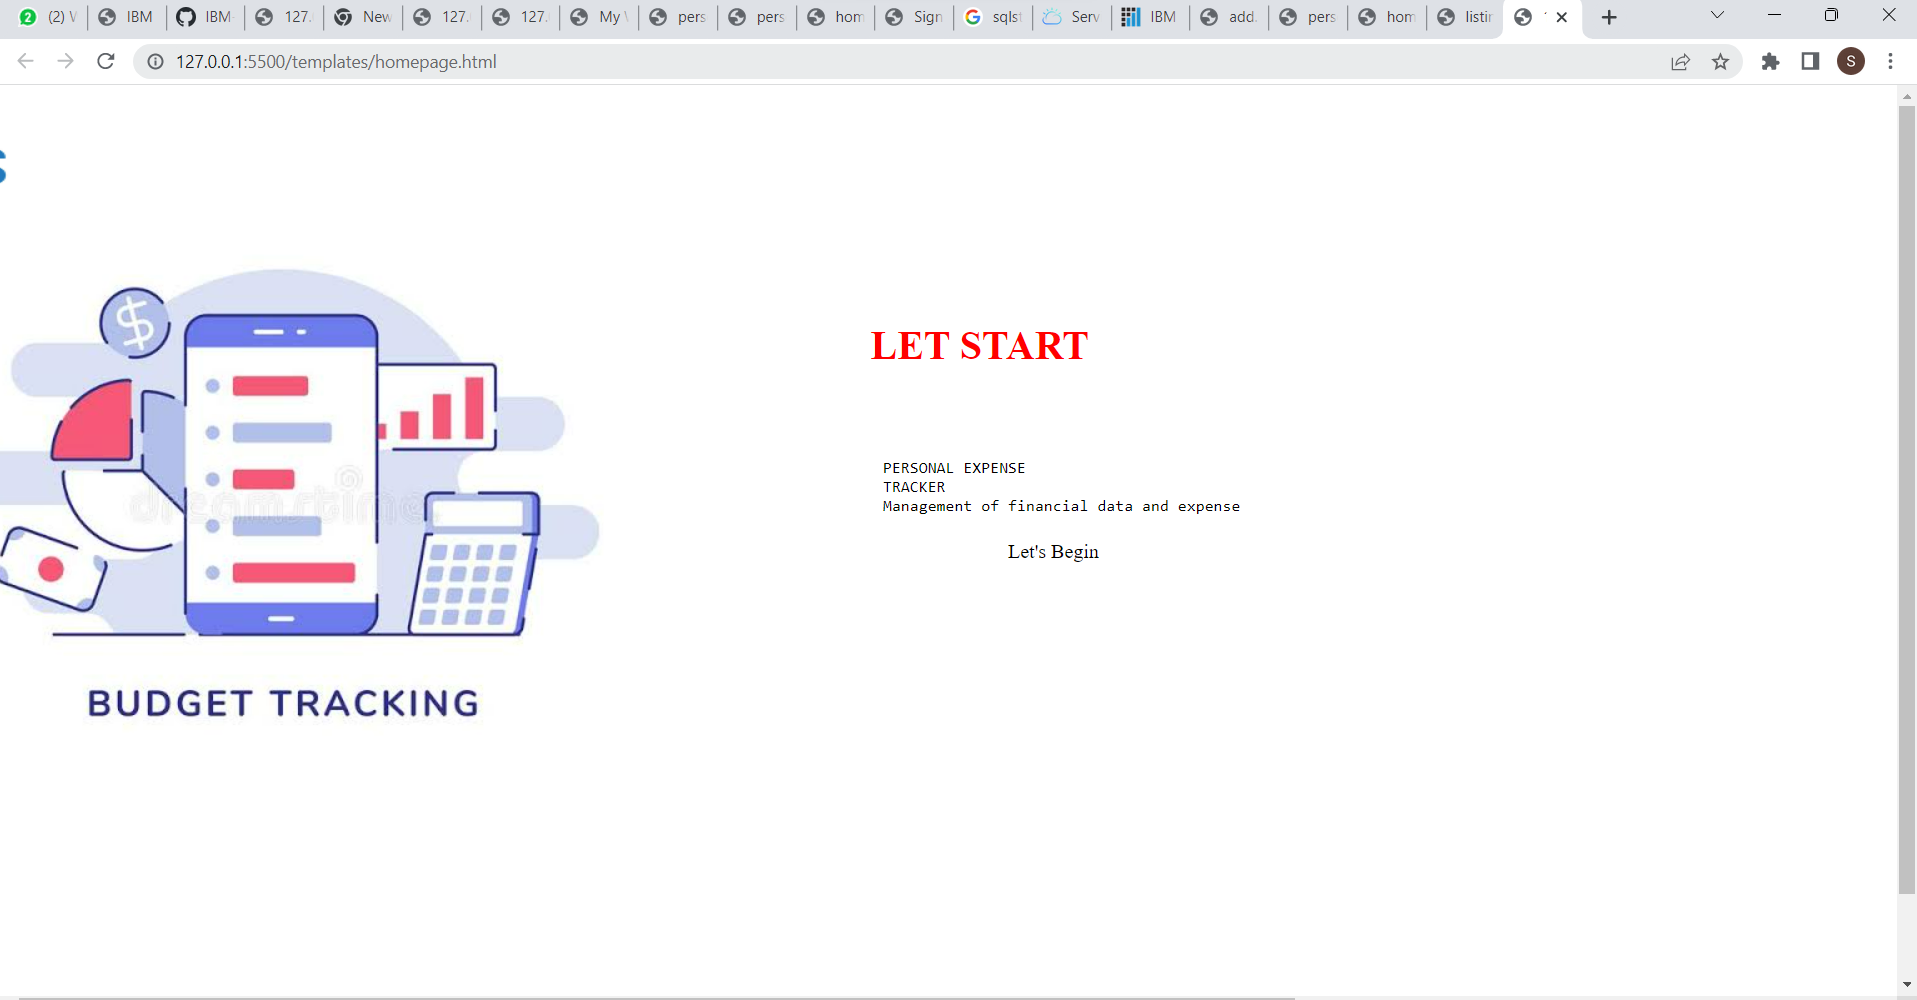 (2) W
IBM
IBM-
127.
New
127.
127.
My
pers
pers
hom
Sign
sqlst
Serv
IBM
add.
pers
hom
listin
127.0.0.1:5500/templates/homepage.html
S
S
$
LET START
PERSONAL EXPENSE
TRACKER
Management of financial data and expense
Let's Begin
dreamstime
BUDGET TRACKING